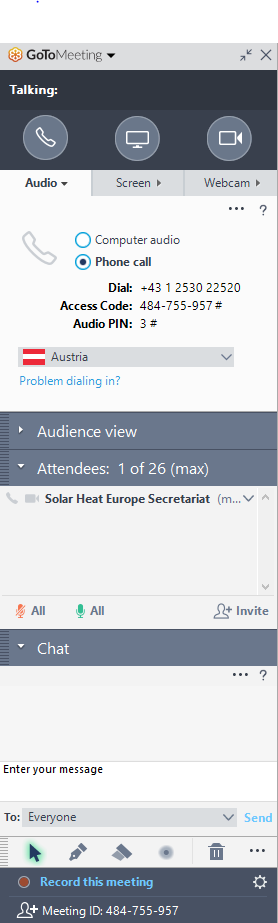 GoToMeeting
Talking:
Audio Screen Webcam
... ?
Computer audio
Phone call
Dial: +43 1 2530 22520
Access Code: 484-755-957 #
Audio PIN: 3 #
Austria
Problem dialing in?
Audience view
Attendees: 1 of 26 (max)
Solar Heat Europe Secretariat (m...
All All Invite
Chat
... ?
Enter your message
To: Everyone Send
...
Record this meeting
Meeting ID: 484-755-957